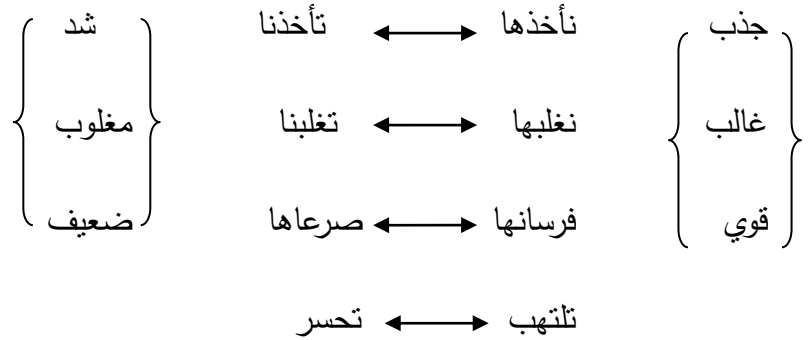 جذب نأخذها تأخذنا شد
غالب نغلبها تغلبنا مغلوب
قوي فرسانها صرعاها ضعيف
تلتهب تحسر